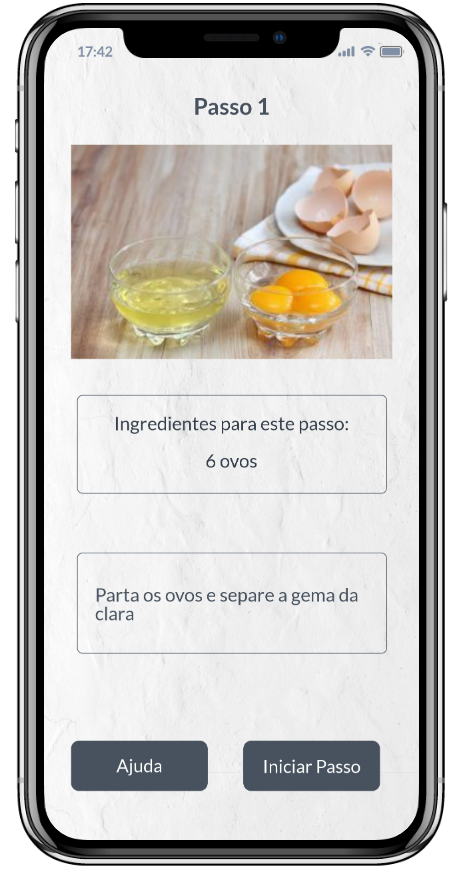 17:42
Passo 1
Ingredientes para este passo:
6 ovos
Parta os ovos e separe a gema da
clara
Ajuda
Iniciar Passo